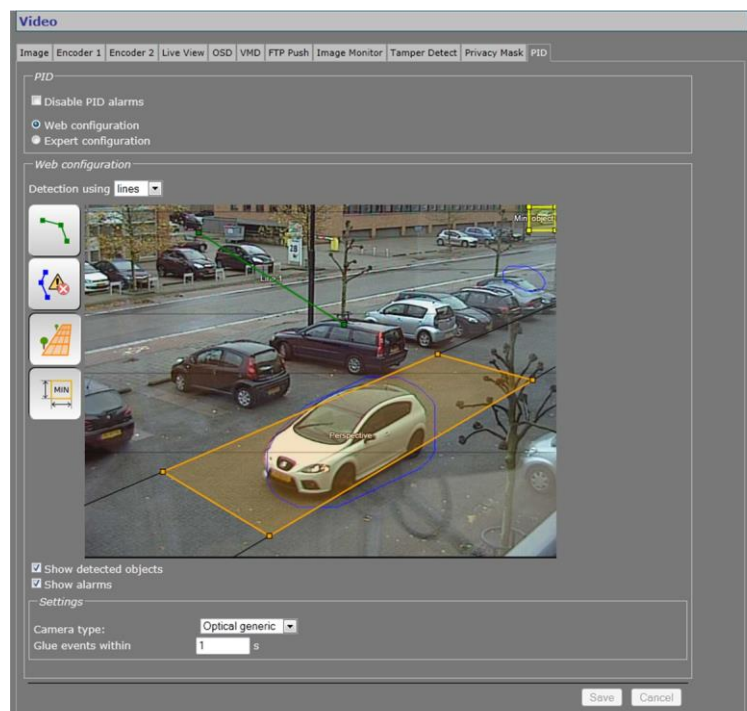 Video
Image Encoder 1 Encoder 2 Live View OSD VMD FTP Push Image Monitor Tamper Detect Privacy Mask PID
PID
Disable PID alarms
Web configuration
Expert configuration
Web configuration
Detection using lines
Min object
28
MIN
Perspective
Show detected objects
Show alarms
Settings
Camera type: Optical generic
Glue events within 1 s
Save Cancel